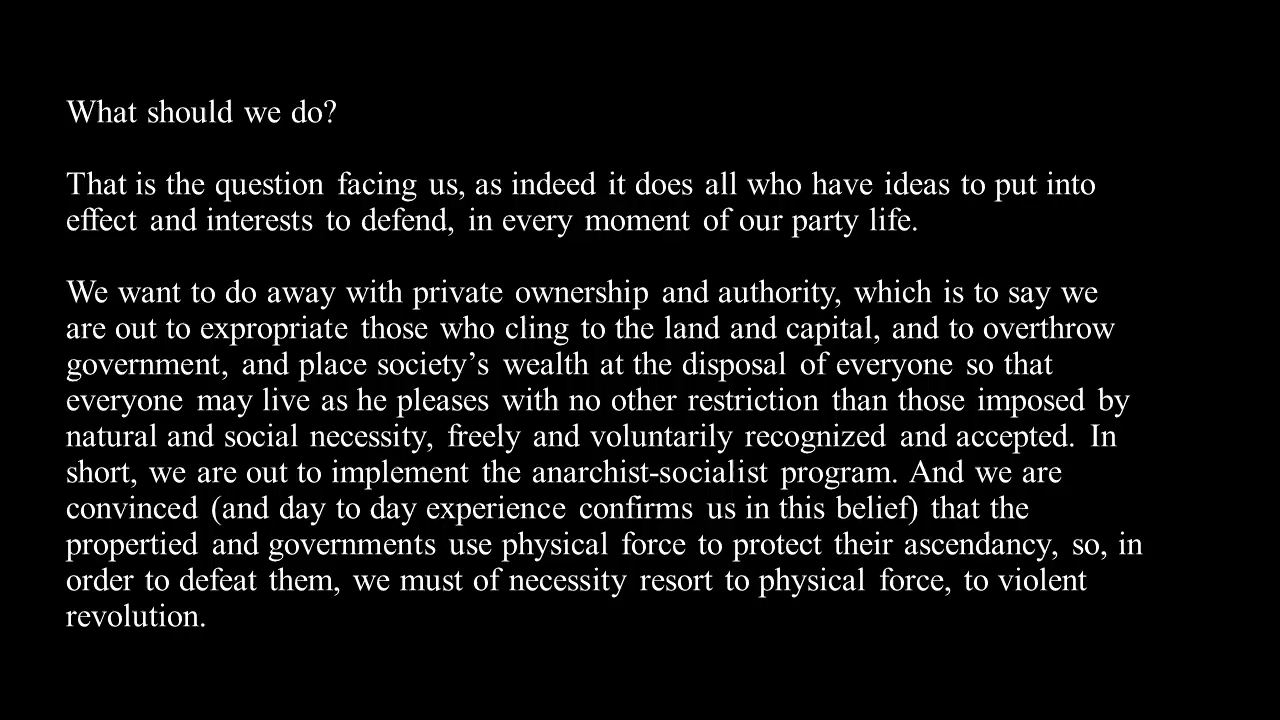 What should we do?
That is the question facing us, as indeed it does all who have ideas to put into
effect and interests to defend, in every moment of our party life.
We want to do away with private ownership and authority, which is to say we
are out to expropriate those who cling to the land and capital, and to overthrow
government, and place society’s wealth at the disposal of everyone so that
everyone may live as he pleases with no other restriction than those imposed by
natural and social necessity, freely and voluntarily recognized and accepted. In
short, we are out to implement the anarchist-socialist program. And we are
convinced (and day to day experience confirms us in this belief) that the
propertied and governments use physical force to protect their ascendancy, so, in
order to defeat them, we must of necessity resort to physical force, to violent
revolution.